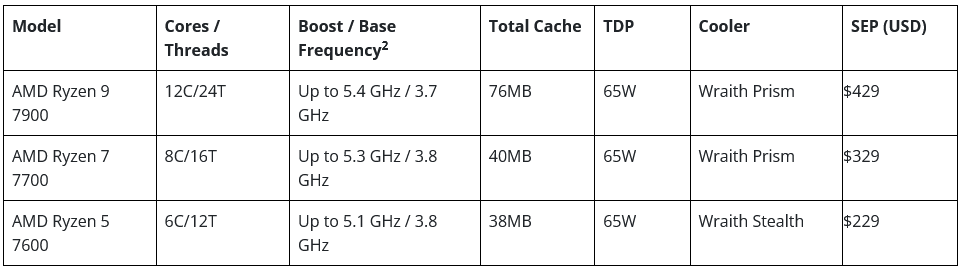 Model
Cores /
Threads
Boost / Base
Frequency²
Total Cache
TDP
Cooler
SEP (USD)
AMD Ryzen 9
7900
12C/24T
Up to 5.4 GHz / 3.7
GHz
76MB
65W
Wraith Prism
$429
AMD Ryzen 7
7700
8C/16T
Up to 5.3 GHz / 3.8
GHz
40MB
65W
Wraith Prism
$329
AMD Ryzen 5
7600
6C/12T
Up to 5.1 GHz / 3.8
GHz
38MB
65W
Wraith Stealth
$229